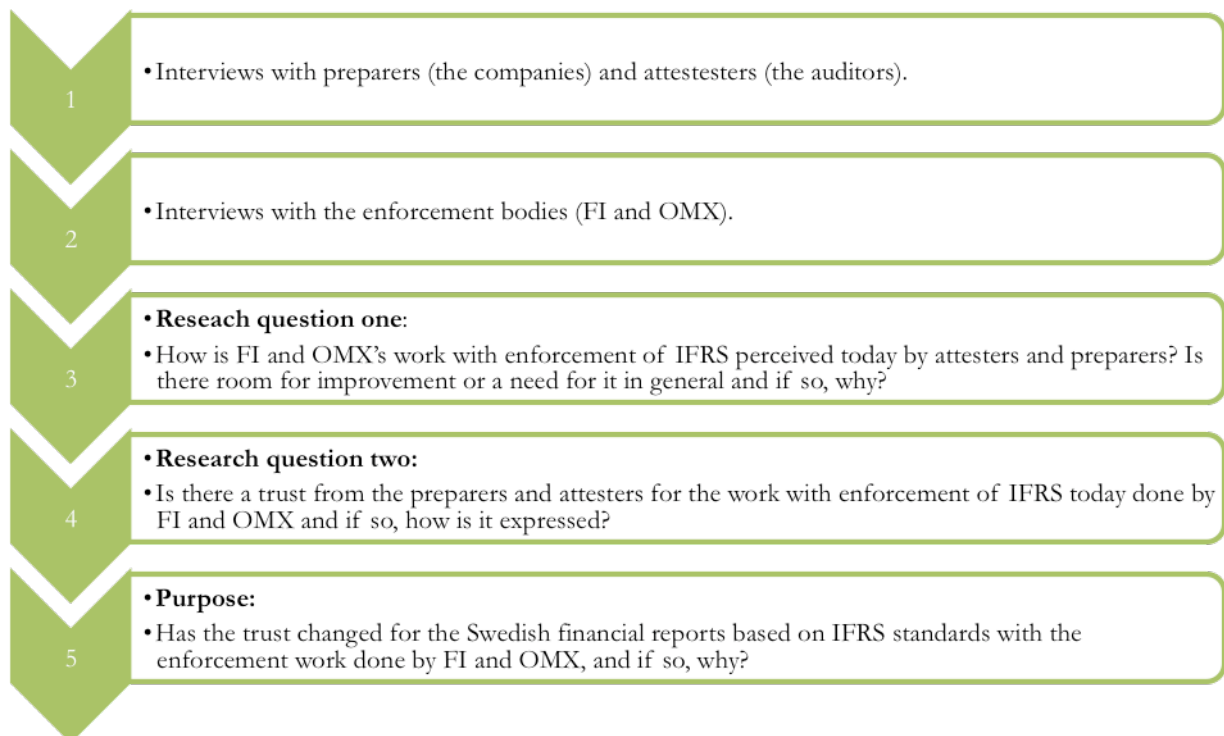 1
• Interviews with preparers (the companies) and attestesters (the auditors).
2
• Interviews with the enforcement bodies (FI and OMX).
3
• Reseach question one:
• How is FI and OMX’s work with enforcement of IFRS perceived today by attesters and preparers? Is
there room for improvement or a need for it in general and if so, why?
4
• Research question two:
• Is there a trust from the preparers and attesters for the work with enforcement of IFRS today done by
FI and OMX and if so, how is it expressed?
5
• Purpose:
• Has the trust changed for the Swedish financial reports based on IFRS standards with the
enforcement work done by FI and OMX, and if so, why?